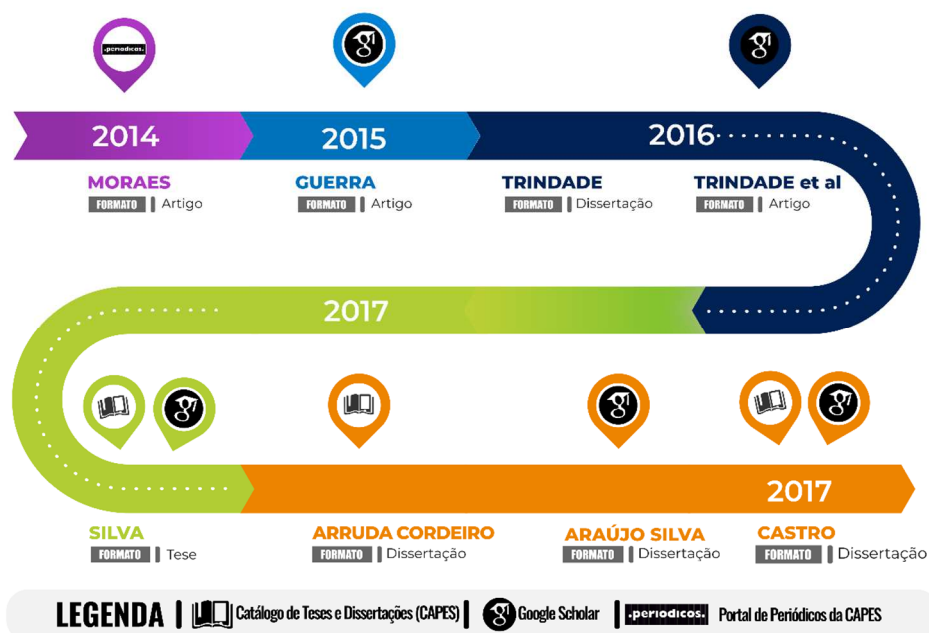 .periodicos.
2014
2015
2016
MORAES
FORMATO Artigo
GUERRA
FORMATO Artigo
TRINDADE
FORMATO Dissertação
TRINDADE et al
FORMATO Artigo
2017
2017
SILVA
FORMATO Tese
ARRUDA CORDEIRO
FORMATO Dissertação
ARAÚJO SILVA
FORMATO Dissertação
CASTRO
FORMATO Dissertação
LEGENDA | Catálogo de Teses e Dissertações (CAPES) | Google Scholar | .periodicos. Portal de Periódicos da CAPES